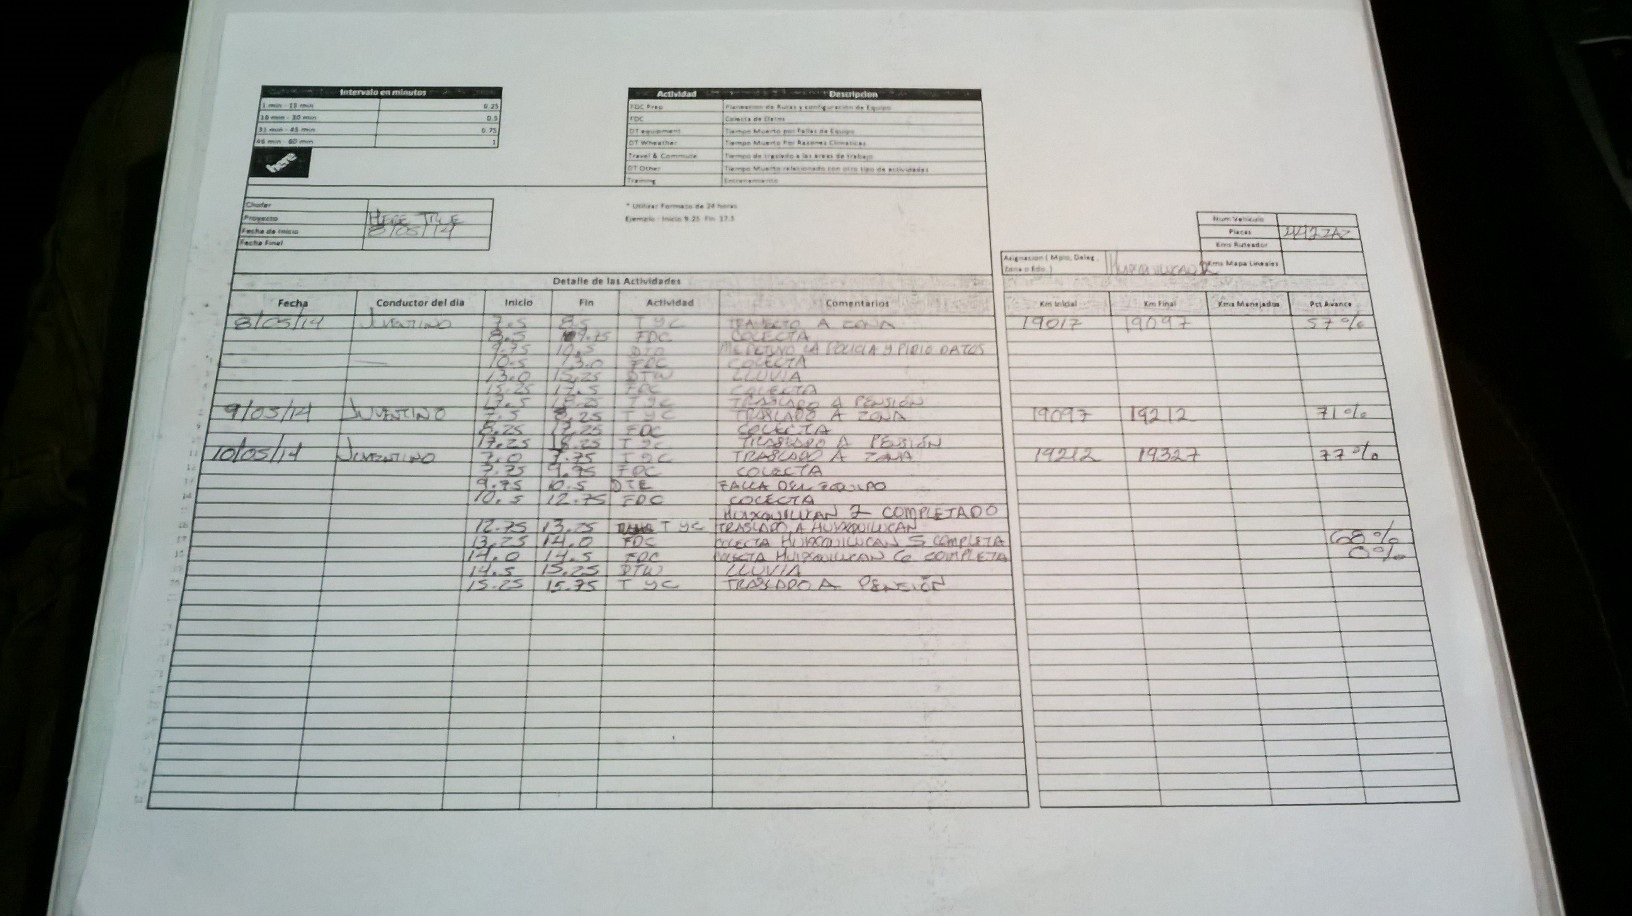 Intervalo en minutos
1 min - 15 min 0.25
16 min - 30 min 0.5
31 min - 45 min 0.75
46 min - 60 min 1
Actividad Descripcion
FDC Prep Planeacion de Rutas y configuración de Equipo
FDC Colecta de Datos
DT equipment Tiempo Muerto por Fallas de Equipo
DT Wheather Tiempo Muerto Por Razones Climaticas
Travel & Commute Tiempo de traslado a las areas de trabajo
DT Other Tiempo Muerto relacionado con otro tipo de actividades
Training Entrenamiento
* Utilizar Formato de 24 horas
Ejemplo: Inicio 9.25 Fin 17.5
Chofer
Proyecto HERE TRUE
Fecha de Inicio 8/05/14
Fecha Final
Num Vehiculo
Placas 442ZAZ
Kms Ruteador
Kms Mapa Lineales
Asignacion ( Mpio, Deleg, Zona o Edo )
Detalle de las Actividades
Fecha Conductor del dia Inicio Fin Actividad Comentarios Km Inicial Km Final Kms Manejados Pct Avance
8/05/14 JUVENTINO 7.5 8.5 T Y C TRAYECTO A ZONA 19017 19097 57%
8.5 9.75 FDC COLECTA
9.75 10.5 DTO ME DETUVO LA POLICIA Y PIDIO DATOS
10.5 13.0 FDC COLECTA
13.0 15.25 DTW LLUVIA
15.25 17.5 FDC COLECTA
17.5 18.25 T Y C TRASLADO A PENSIÓN
9/05/14 JUVENTINO 7.5 8.25 T Y C TRASLADO A ZONA 19097 19212 71%
8.25 17.25 FDC COLECTA
17.25 18.25 T Y C TRASLADO A PENSIÓN
10/05/14 JUVENTINO 7.0 7.75 T Y C TRASLADO A ZONA 19212 19327 77%
7.75 9.75 FDC COLECTA
9.75 10.5 DTE FALLA DEL EQUIPO
10.5 12.75 FDC COLECTA
HUIXQUILUCAN 2 COMPLETADO
12.75 13.25 T Y C TRASLADO A HUIXQUILUCAN
13.25 14.0 FDC COLECTA HUIXQUILUCAN 5 COMPLETA 68%
14.0 14.5 FDC COLECTA HUIXQUILUCAN 6 COMPLETA 0%
14.5 15.25 DTW LLUVIA
15.25 15.75 T Y C TRASLADO A PENSIÓN